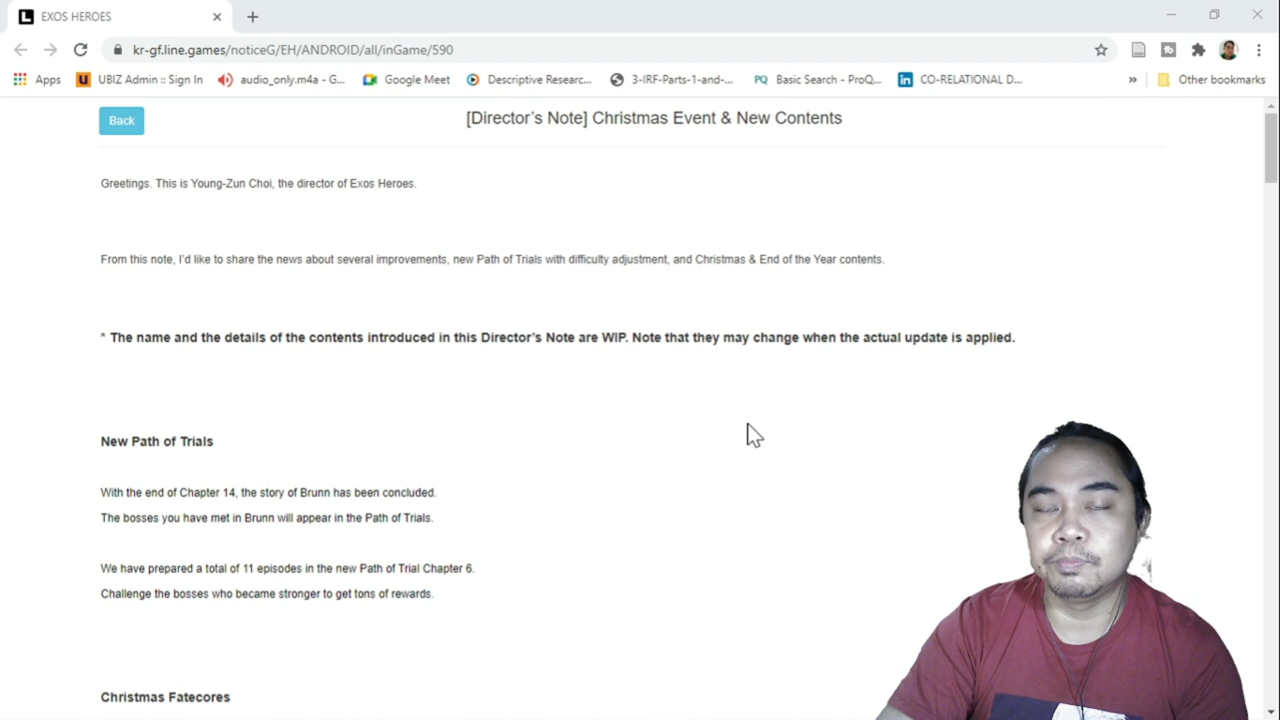 EXOS HEROES
kr-gf.line.games/noticeG/EH/ANDROID/all/inGame/590
Apps UBIZ Admin :: Sign In audio_only.m4a - G... Google Meet Descriptive Researc... 3-IRF-Parts-1-and-... PQ Basic Search - ProQ... in CO-RELATIONAL D... » Other bookmarks
Back [Director's Note] Christmas Event & New Contents
Greetings. This is Young-Zun Choi, the director of Exos Heroes.
From this note, I'd like to share the news about several improvements, new Path of Trials with difficulty adjustment, and Christmas & End of the Year contents.
* The name and the details of the contents introduced in this Director's Note are WIP. Note that they may change when the actual update is applied.
New Path of Trials
With the end of Chapter 14, the story of Brunn has been concluded.
The bosses you have met in Brunn will appear in the Path of Trials.
We have prepared a total of 11 episodes in the new Path of Trial Chapter 6.
Challenge the bosses who became stronger to get tons of rewards.
Christmas Fatecores